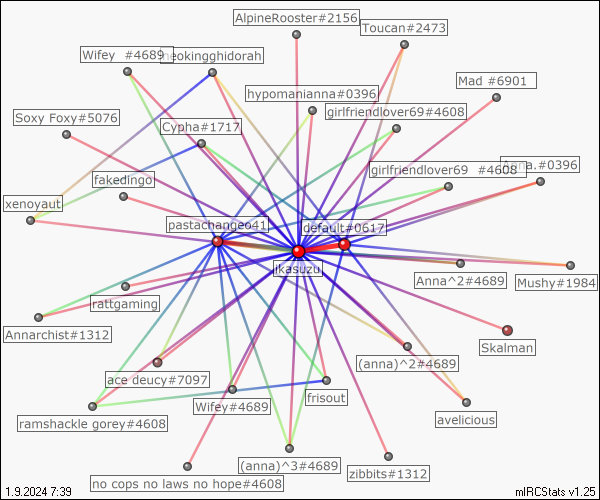 AlpineRooster#2156
Toucan#2473
Wifey #4689
neokingghidorah
Mad #6901
hypomanianna#0396
girlfriendlover69#4608
Soxy Foxy#5076
Cypha#1717
girlfriendlover69 #4608
fakedingo
xenoyaut
pastachangeo41
default#0617
jkasuzu
rattgaming
Anna^2#4689
Mushy#1984
Annarchist#1312
Skalman
(anna)^2#4689
ace deucy#7097
frisout
Wifey#4689
avelicious
ramshackle gorey#4608
(anna)^3#4689
zibbits#1312
no cops no laws no hope#4608
1.9.2024 7:39
mIRCStats v1.25